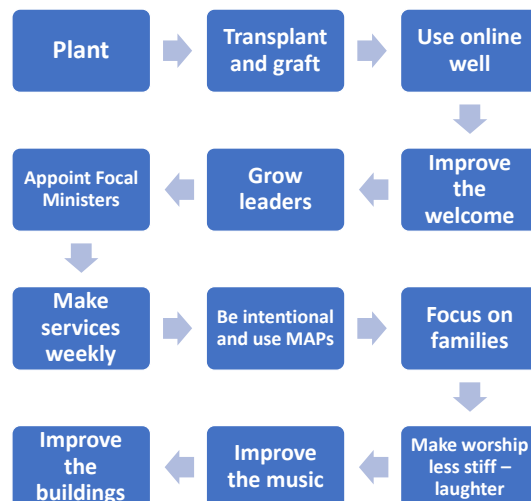 Plant
Transplant
and graft
Use online
well
Improve
the
welcome
Grow
leaders
Appoint Focal
Ministers
Make
services
weekly
Be intentional
and use MAPs
Focus on
families
Make worship
less stiff –
laughter
Improve
the music
Improve
the
buildings